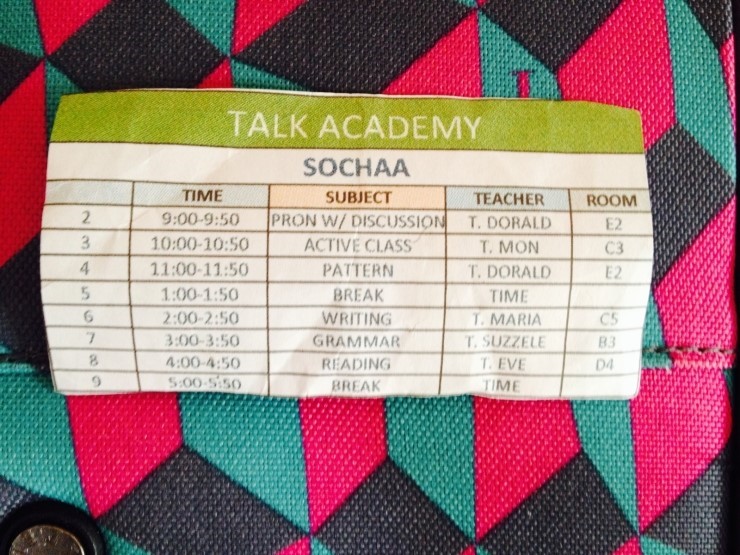 TALK ACADEMY
SOCHAA
TIME SUBJECT TEACHER ROOM
2 9:00-9:50 PRON W/ DISCUSSION T. DORALD E2
3 10:00-10:50 ACTIVE CLASS T. MON C3
4 11:00-11:50 PATTERN T. DORALD E2
5 1:00-1:50 BREAK TIME
6 2:00-2:50 WRITING T. MARIA C5
7 3:00-3:50 GRAMMAR T. SUZZELE B3
8 4:00-4:50 READING T. EVE D4
9 5:00-5:50 BREAK TIME